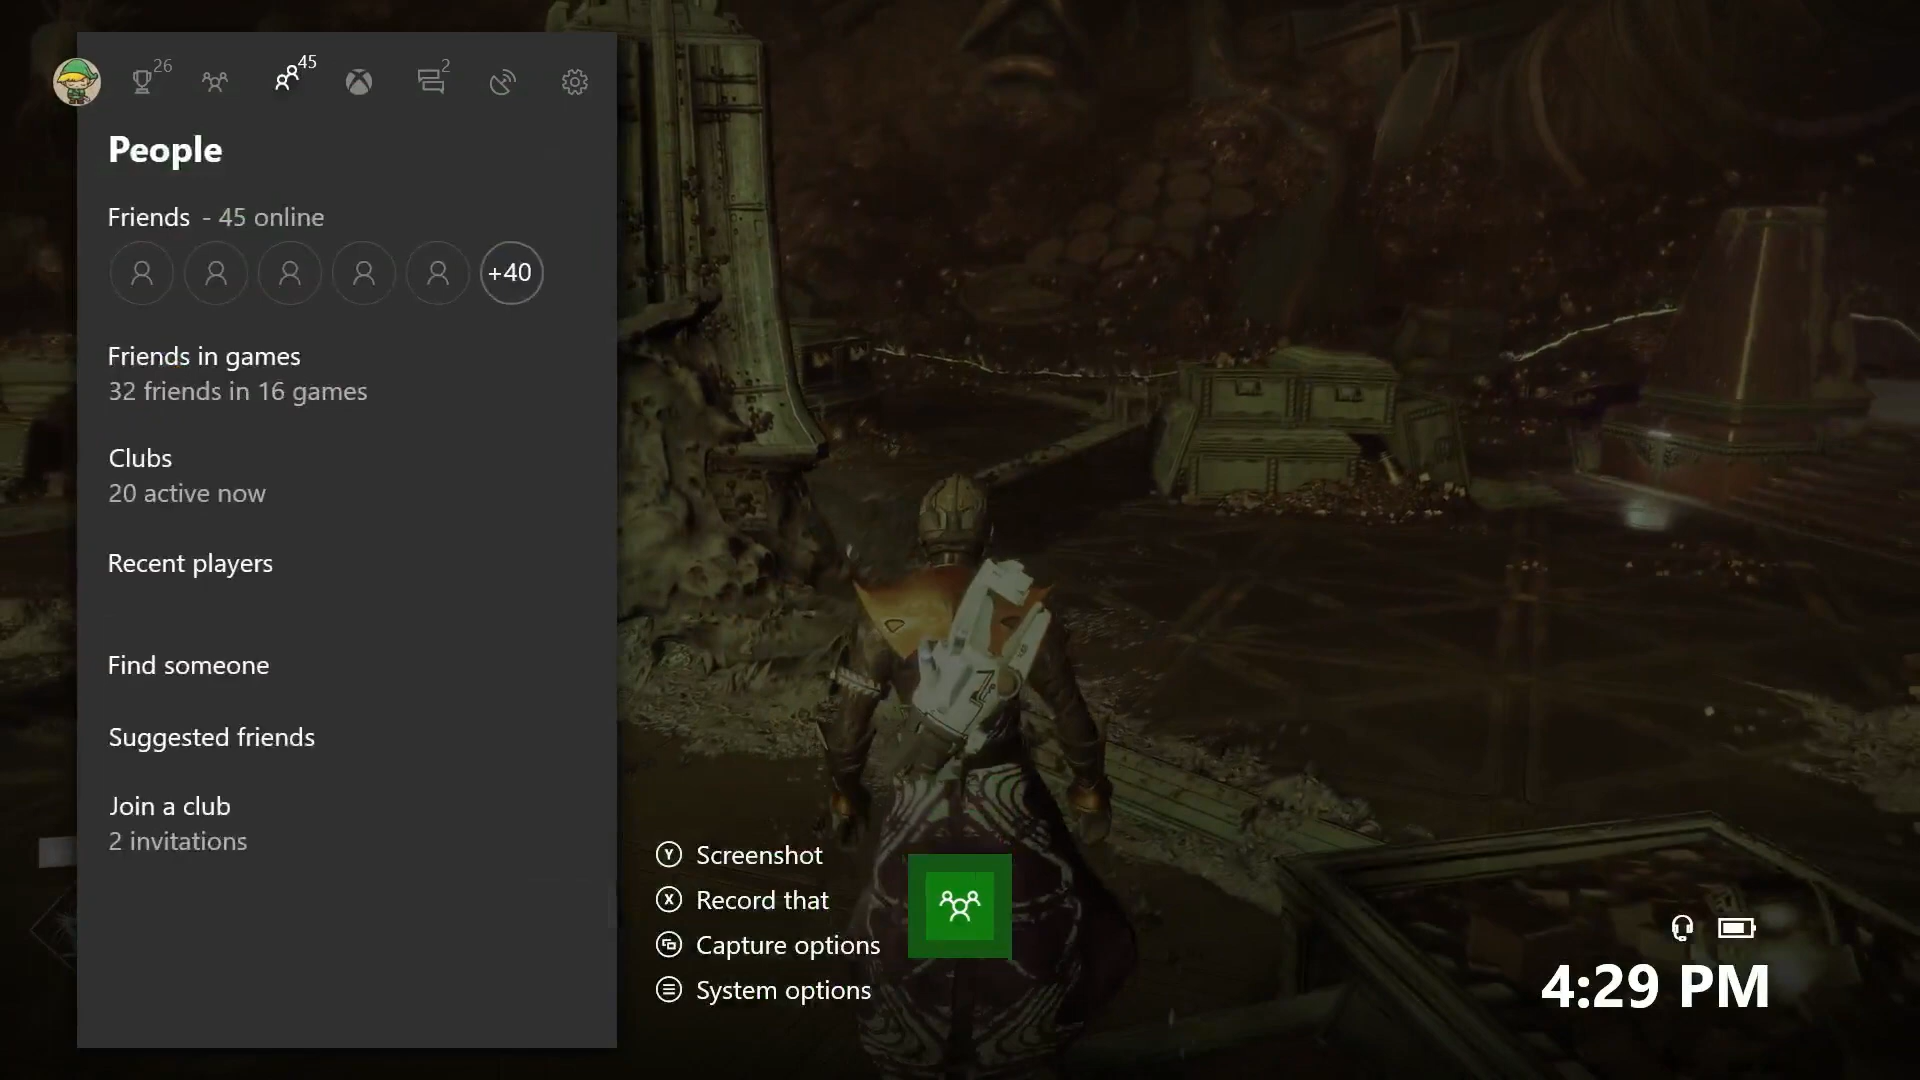 26
45
2
People
Friends - 45 online
+40
Friends in games
32 friends in 16 games
Clubs
20 active now
Recent players
Find someone
Suggested friends
Join a club
2 invitations
Y Screenshot
X Record that
Capture options
System options
4:29 PM